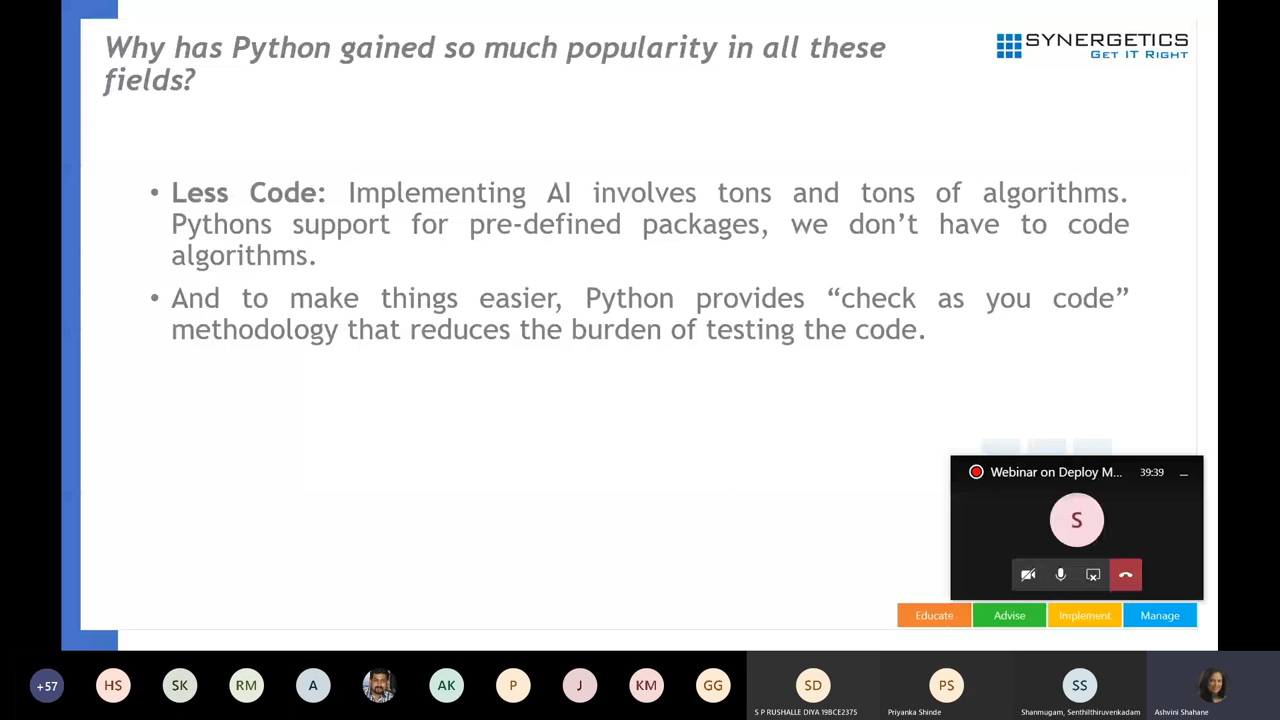 Why has Python gained so much popularity in all these
fields?
SYNERGETICS
GET IT RIGHT
• Less Code: Implementing AI involves tons and tons of algorithms.
Pythons support for pre-defined packages, we don’t have to code
algorithms.
• And to make things easier, Python provides “check as you code”
methodology that reduces the burden of testing the code.
Webinar on Deploy M... 39:39
S
Educate Advise Implement Manage
+57 HS SK RM A AK P J KM GG SD PS SS
S P RUSHALLE DIYA 19BCE2375 Priyanka Shinde Shanmugam, Senthilthiruvenkadam Ashvini Shahane